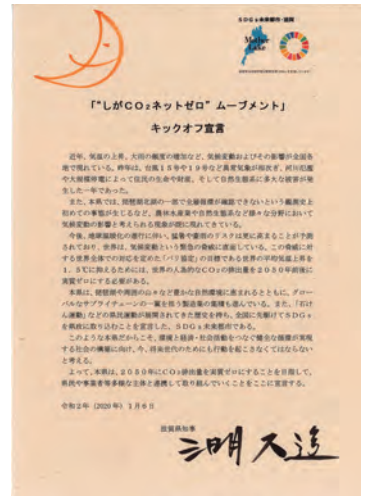 SDGs未来都市・滋賀
Mother
Lake
「"しがCO₂ネットゼロ"ムーブメント」
キックオフ宣言
近年、気温の上昇、大雨の頻度の増加など、気候変動およびその影響が全国各
地で現れている。昨年は、台風15号や19号など異常気象が相次ぎ、河川氾濫
や大規模停電によって住民の生命や財産、そして自然生態系に多大な被害が発
生した一年であった。
また、本県では、琵琶湖北湖の一部で全層循環が確認できないという観測史上
初めての事態が生じるなど、農林水産業や自然生態系など様々な分野において
気候変動の影響と考えられる現象が既に現れてきている。
今後、地球温暖化の進行に伴い、猛暑や豪雨のリスクは更に高まることが予測
されており、世界は、気候変動という緊急の脅威に直面している。この脅威に対
する世界全体での対応を定めた「パリ協定」の目標である世界の平均気温上昇を
1.5℃に抑えるためには、世界の人為的なCO₂の排出量を2050年前後に
実質ゼロにする必要がある。
本県は、琵琶湖や周囲の山々など豊かな自然環境に恵まれるとともに、グロー
バルなサプライチェーンの一翼を担う製造業の集積も進んでいる。また、「石け
ん運動」などの県民運動が展開されてきた歴史を持ち、全国に先駆けてSDGs
を県政に取り込むことを宣言した、SDGs未来都市である。
このような本県だからこそ、環境と経済・社会活動をつなぐ健全な循環が実現
する社会の構築に向け、今、将来世代のためにも行動を起こさなくてはならない
と考える。
よって、本県は、2050年にCO₂排出量を実質ゼロにすることを目指して、
県民や事業者等多様な主体と連携して取り組んでいくことをここに宣言する。
令和2年（2020年）1月6日
滋賀県知事
三日月大造